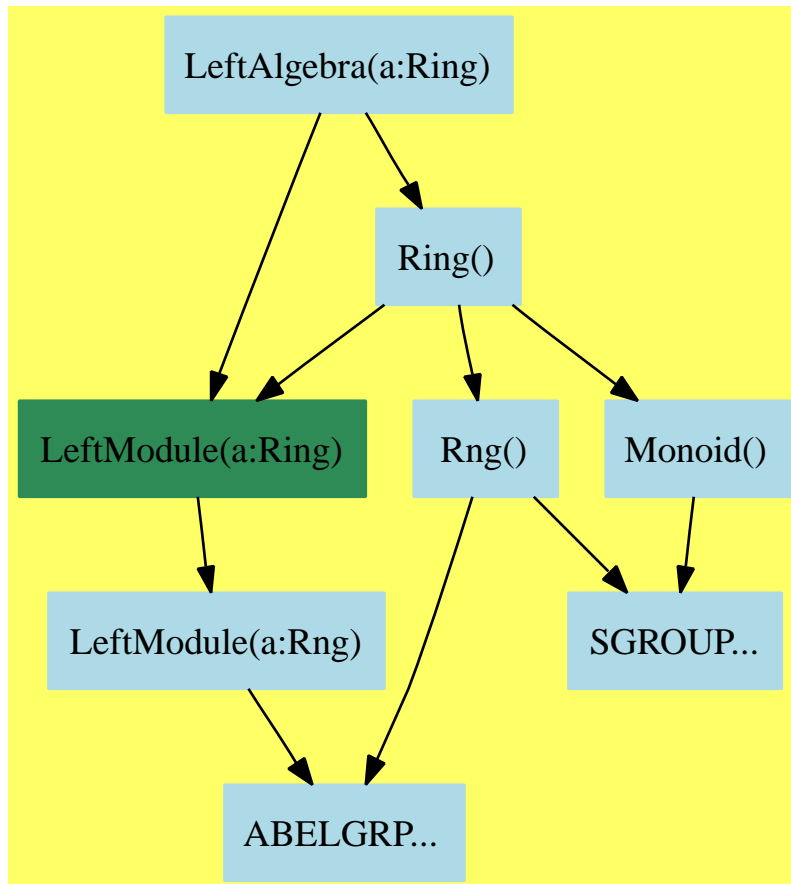 LeftAlgebra(a:Ring)
Ring()
LeftModule(a:Ring)
Rng()
Monoid()
LeftModule(a:Rng)
SGROUP...
ABELGRP...